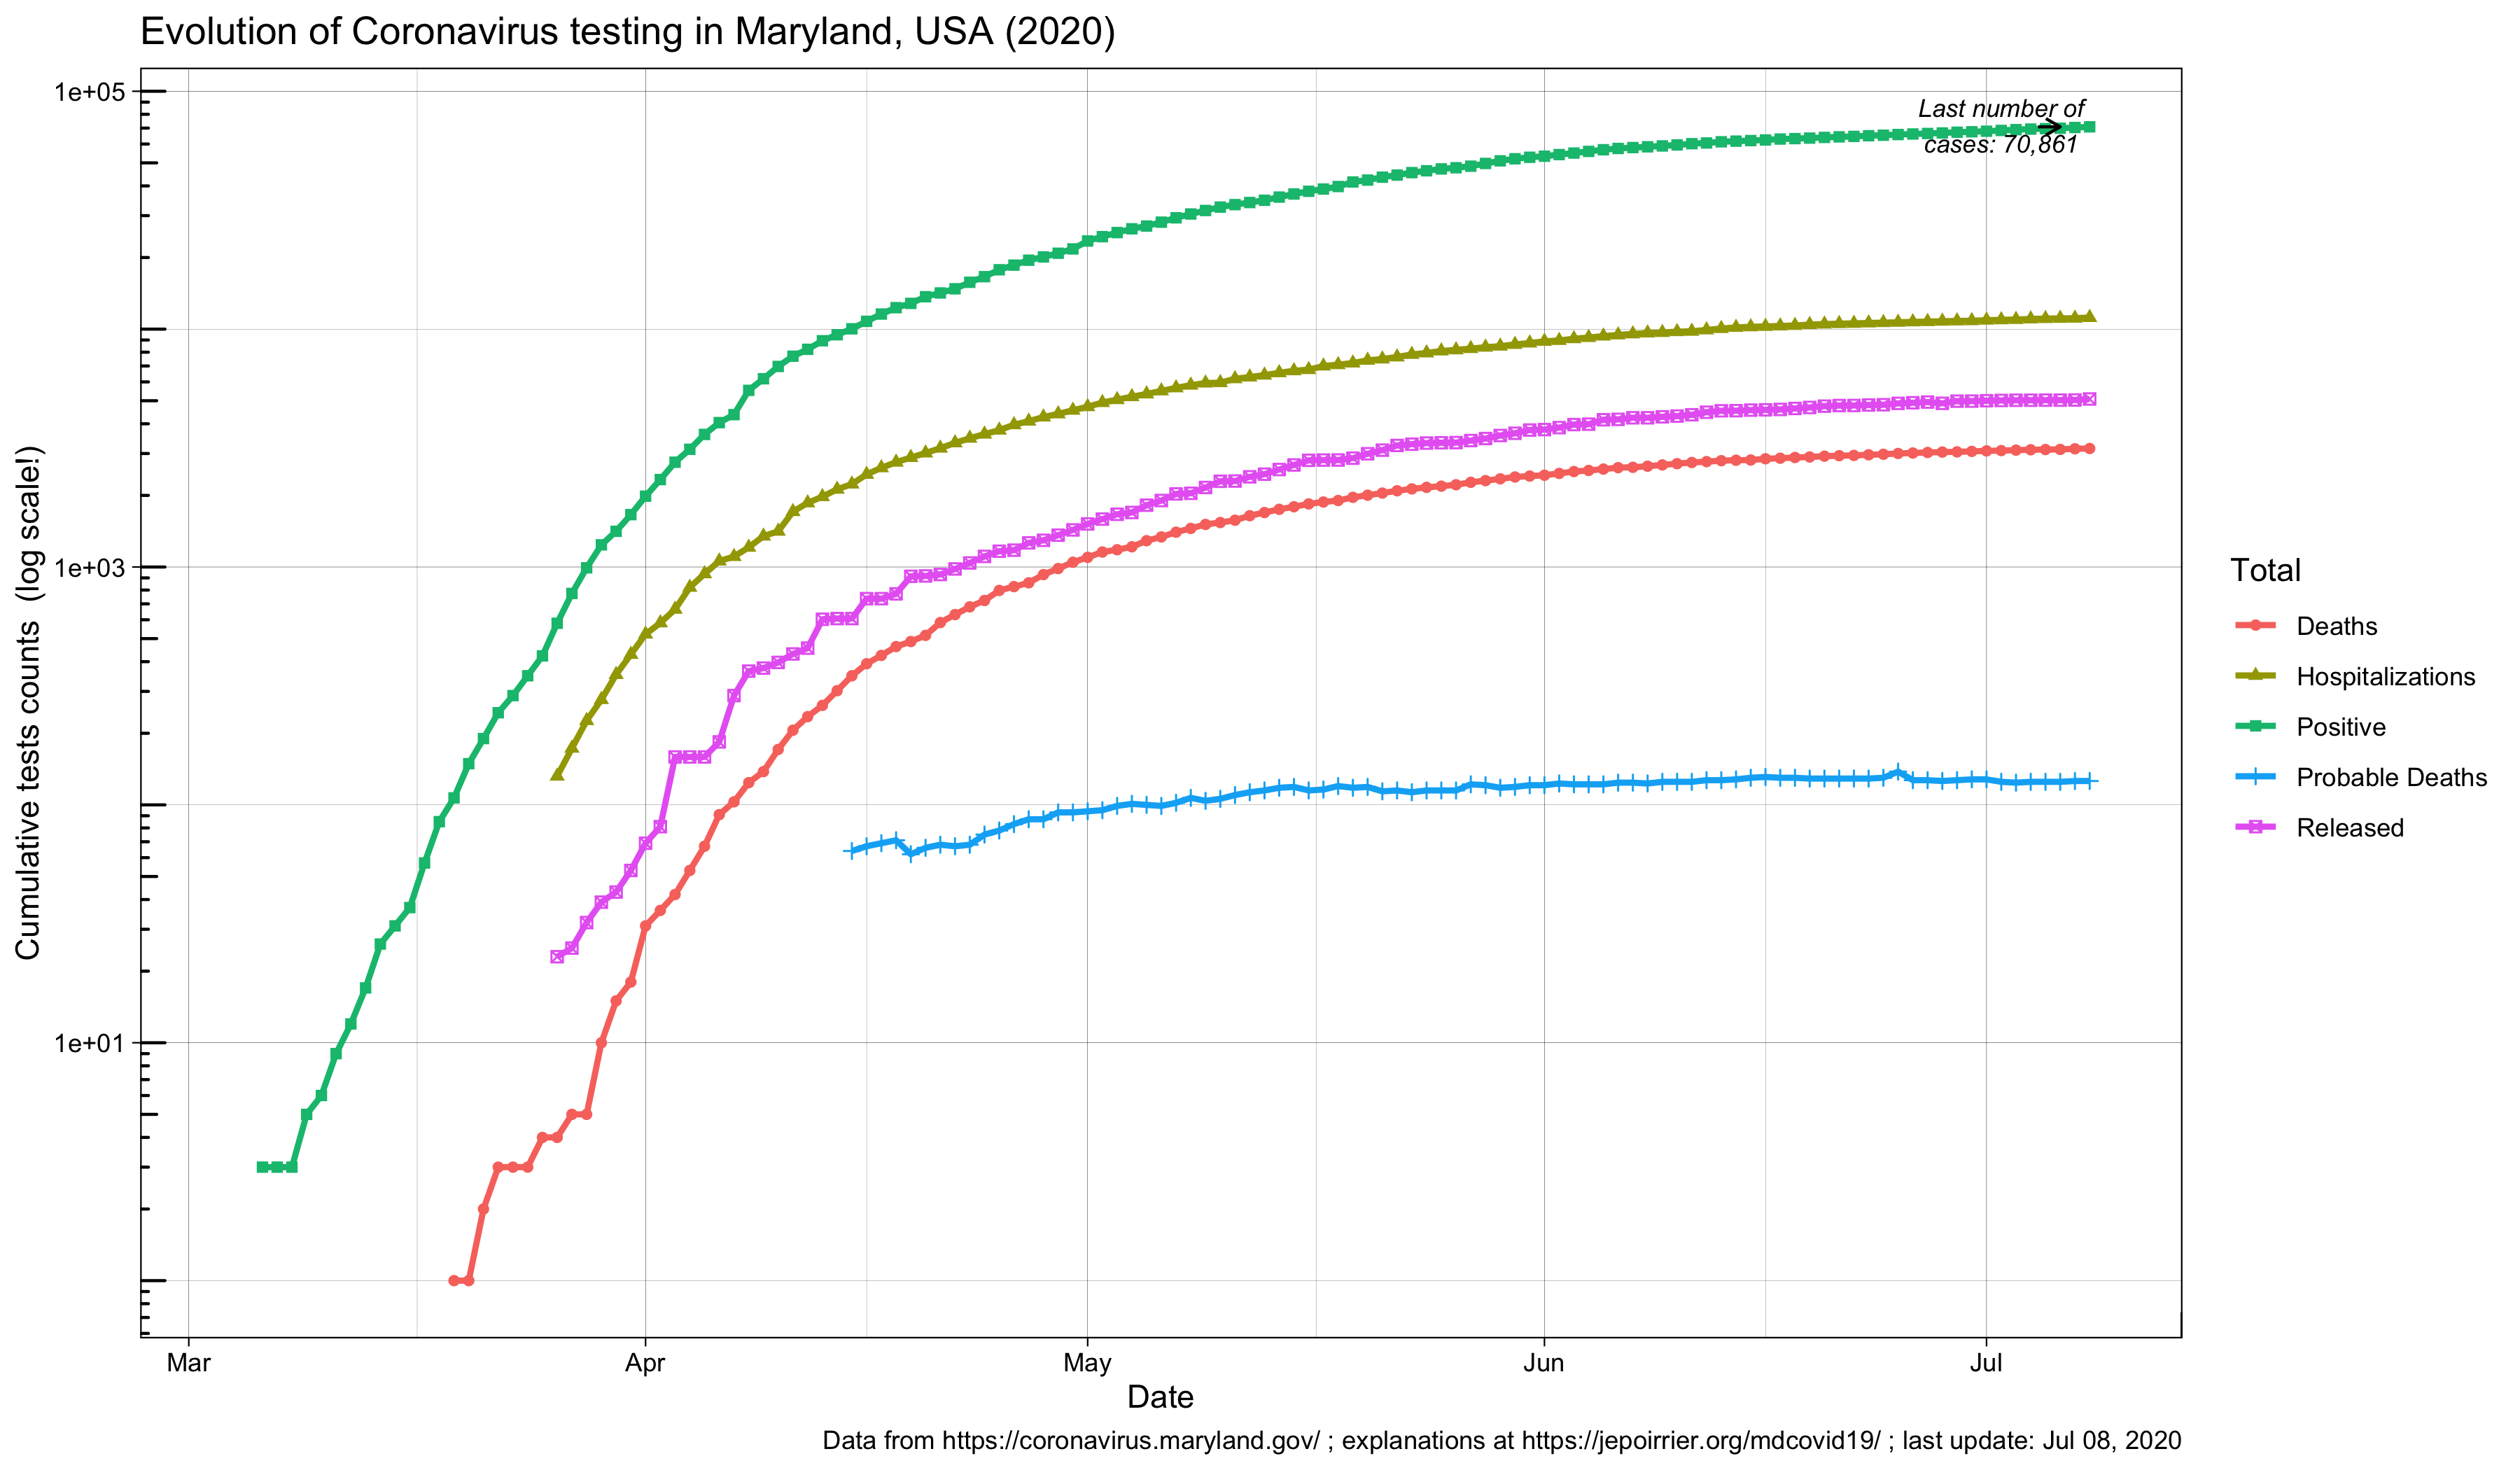 Evolution of Coronavirus testing in Maryland, USA (2020)
Cumulative tests counts  (log scale!)
1e+05
1e+03
1e+01
Last number of
cases: 70,861
Mar
Apr
May
Jun
Jul
Date
Total
Deaths
Hospitalizations
Positive
Probable Deaths
Released
Data from https://coronavirus.maryland.gov/ ; explanations at https://jepoirrier.org/mdcovid19/ ; last update: Jul 08, 2020